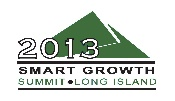 2013
SMART GROWTH
SUMMIT • LONG ISLAND